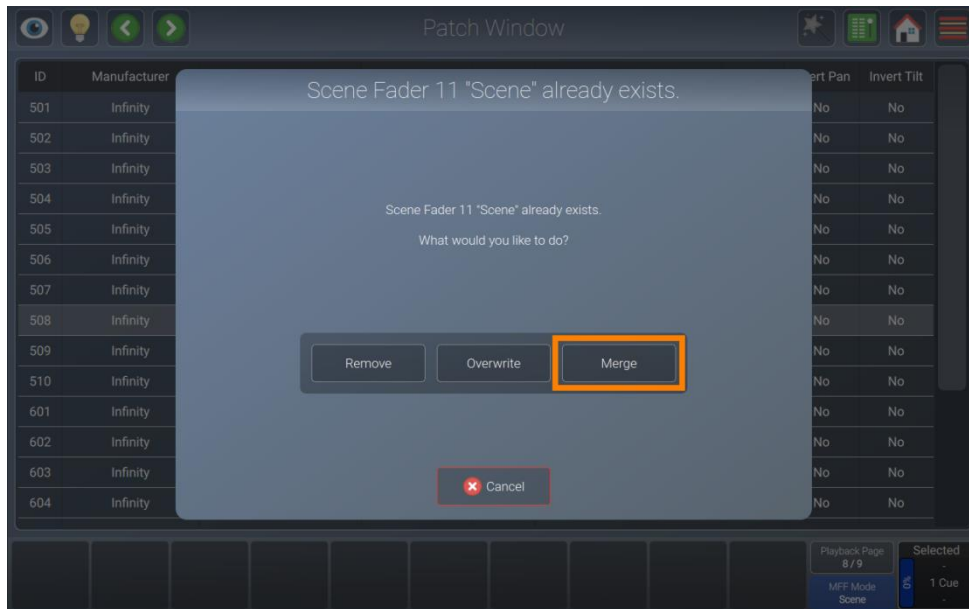 Patch Window
ID Manufacturer ert Pan Invert Tilt
Scene Fader 11 "Scene" already exists.
501 Infinity No No
502 Infinity No No
503 Infinity No No
504 Infinity No No
Scene Fader 11 "Scene" already exists.
505 Infinity No No
What would you like to do?
506 Infinity No No
507 Infinity No No
508 Infinity No No
509 Infinity No No
Remove Overwrite Merge
510 Infinity No No
601 Infinity No No
602 Infinity No No
603 Infinity No No
Cancel
604 Infinity No No
Playback Page
8 / 9
MFF Mode
Scene
Selected
-
1 Cue
-